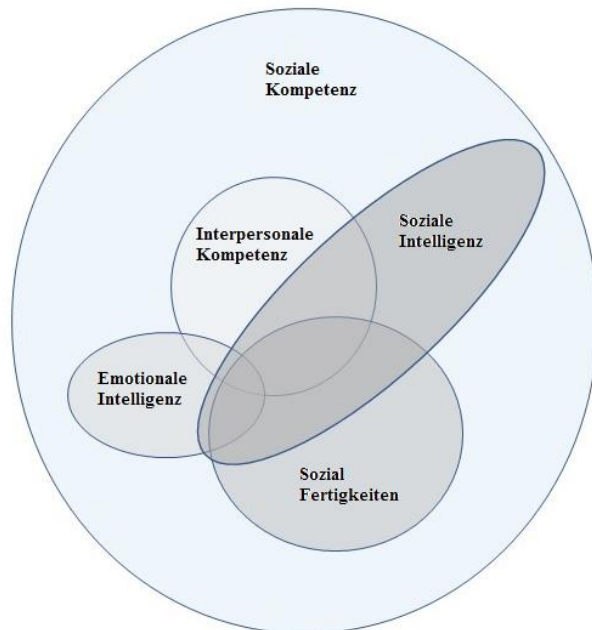 Soziale
Kompetenz
Soziale
Intelligenz
Interpersonale
Kompetenz
Emotionale
Intelligenz
Sozial
Fertigkeiten